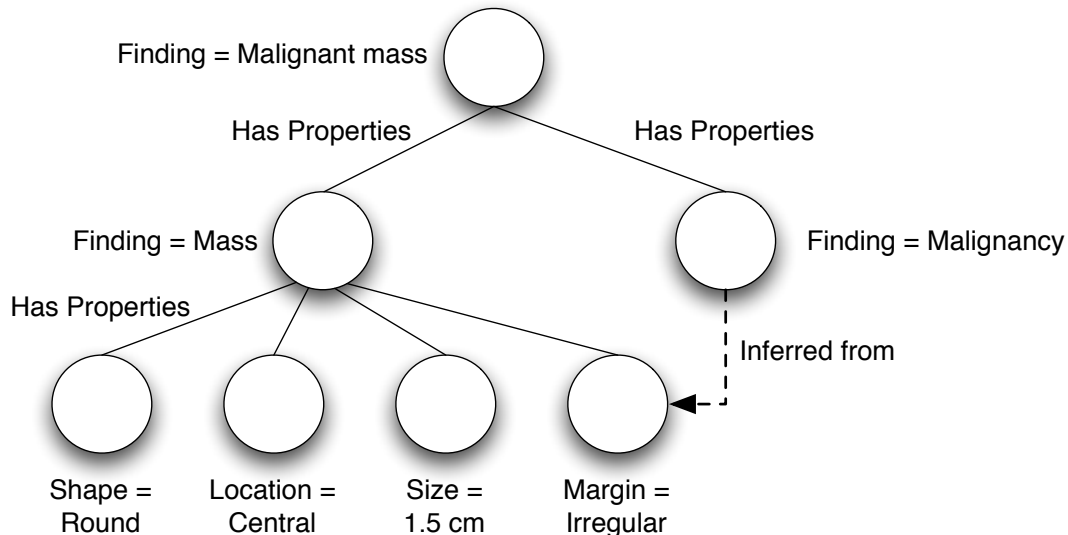 Finding = Malignant mass
Has Properties
Has Properties
Finding = Mass
Finding = Malignancy
Has Properties
Inferred from
Shape =
Round
Location =
Central
Size =
1.5 cm
Margin =
Irregular